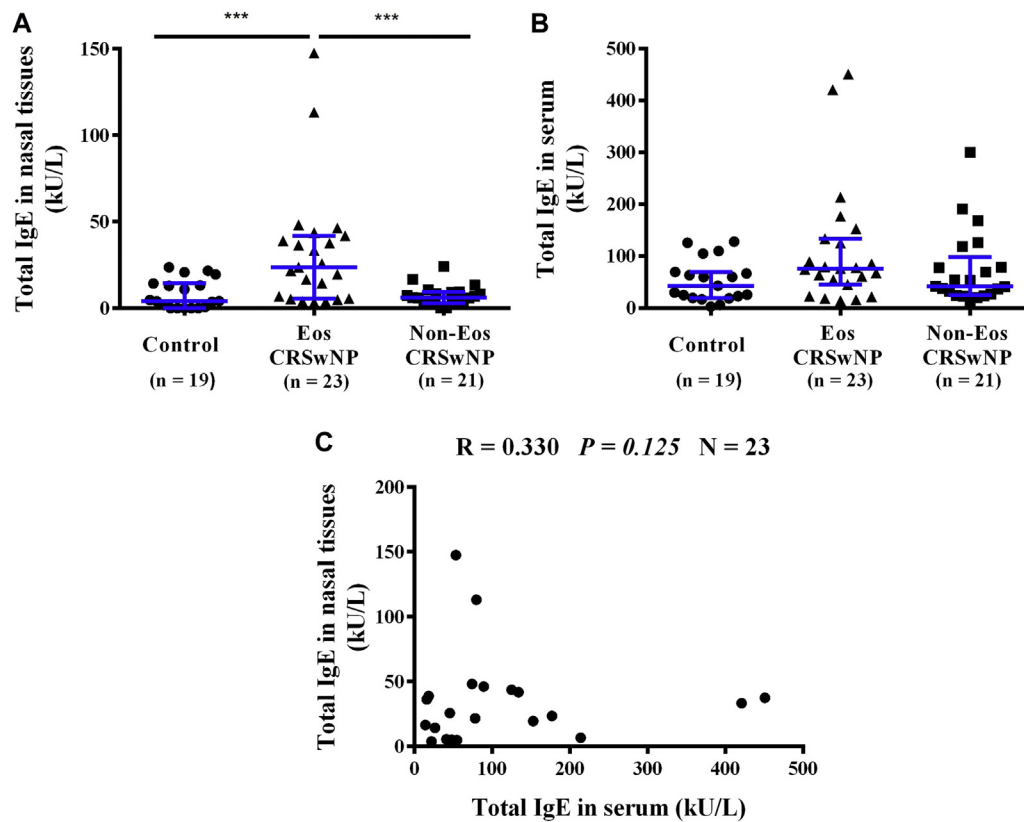 A
***
***
Total IgE in nasal tissues
(kU/L)
150
100
50
0
Control
(n = 19)
Eos
CRSwNP
(n = 23)
Non-Eos
CRSwNP
(n = 21)
B
Total IgE in serum
(kU/L)
500
400
300
200
100
0
Control
(n = 19)
Eos
CRSwNP
(n = 23)
Non-Eos
CRSwNP
(n = 21)
C
R = 0.330 P = 0.125 N = 23
Total IgE in nasal tissues
(kU/L)
200
150
100
50
0
0 100 200 300 400 500
Total IgE in serum (kU/L)